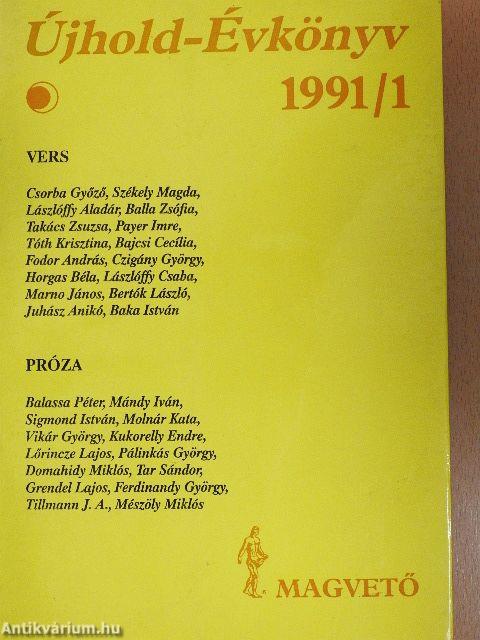 Újhold-Évkönyv
1991/1
VERS
Csorba Győző, Székely Magda,
Lászlóffy Aladár, Balla Zsófia,
Takács Zsuzsa, Payer Imre,
Tóth Krisztina, Bajcsi Cecília,
Fodor András, Czigány György,
Horgas Béla, Lászlóffy Csaba,
Marno János, Bertók László,
Juhász Anikó, Baka István
PRÓZA
Balassa Péter, Mándy Iván,
Sigmond István, Molnár Kata,
Vikár György, Kukorelly Endre,
Lőrincze Lajos, Pálinkás György,
Domahidy Miklós, Tar Sándor,
Grendel Lajos, Ferdinandy György,
Tillmann J. A., Mészöly Miklós
MAGVETŐ
Antikvárium.hu